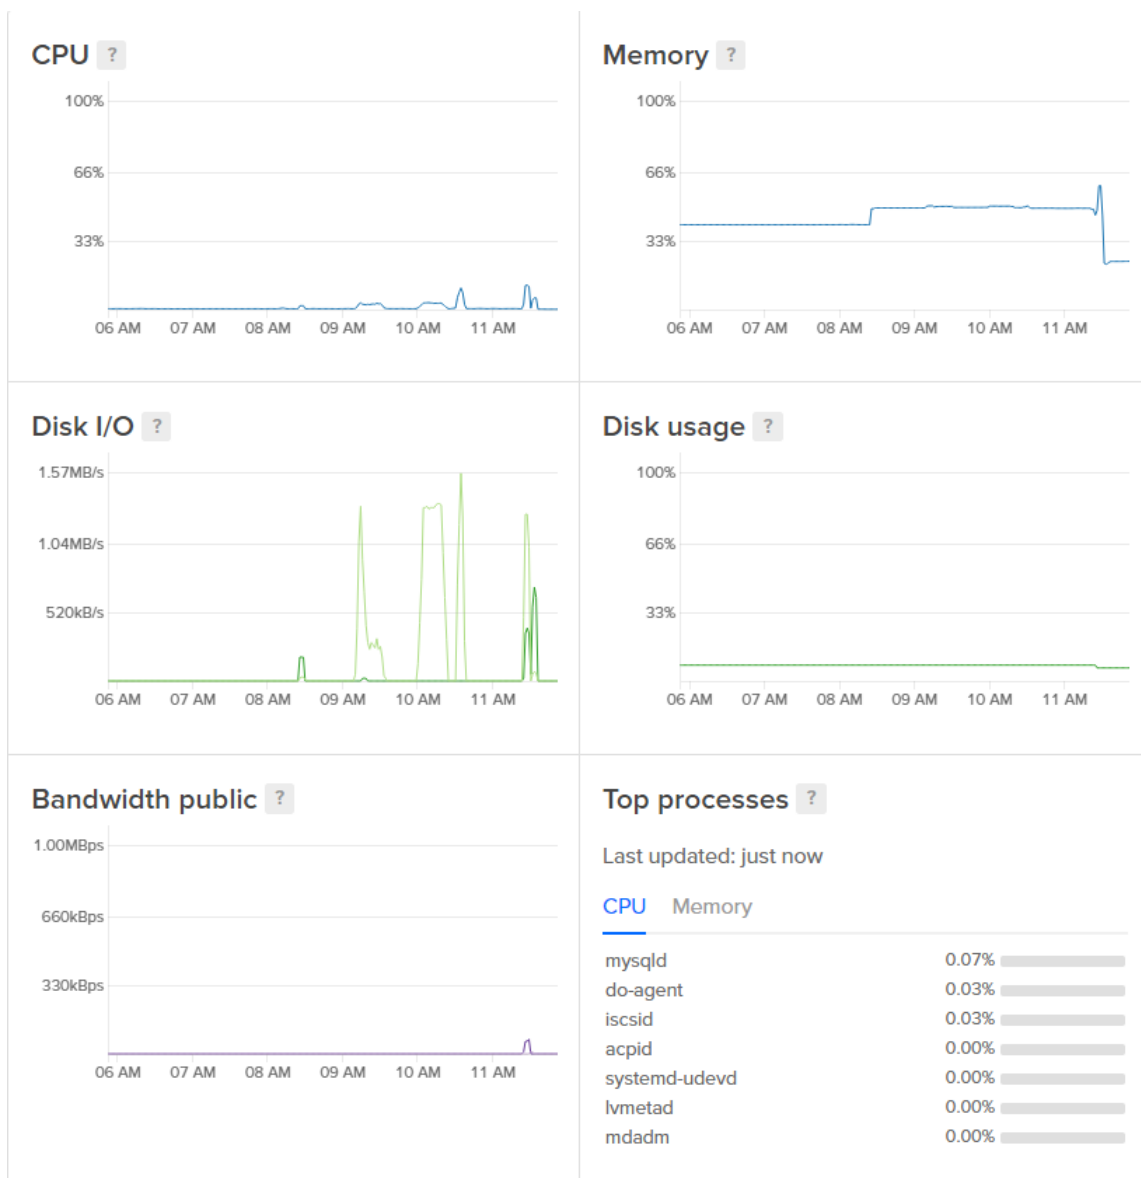 CPU ?
100%
66%
33%
06 AM 07 AM 08 AM 09 AM 10 AM 11 AM
Memory ?
100%
66%
33%
06 AM 07 AM 08 AM 09 AM 10 AM 11 AM
Disk I/O ?
1.57MB/s
1.04MB/s
520kB/s
06 AM 07 AM 08 AM 09 AM 10 AM 11 AM
Disk usage ?
100%
66%
33%
06 AM 07 AM 08 AM 09 AM 10 AM 11 AM
Bandwidth public ?
1.00MBps
660kBps
330kBps
06 AM 07 AM 08 AM 09 AM 10 AM 11 AM
Top processes ?
Last updated: just now
CPU Memory
mysqld 0.07%
do-agent 0.03%
iscsid 0.03%
acpid 0.00%
systemd-udevd 0.00%
lvmetad 0.00%
mdadm 0.00%